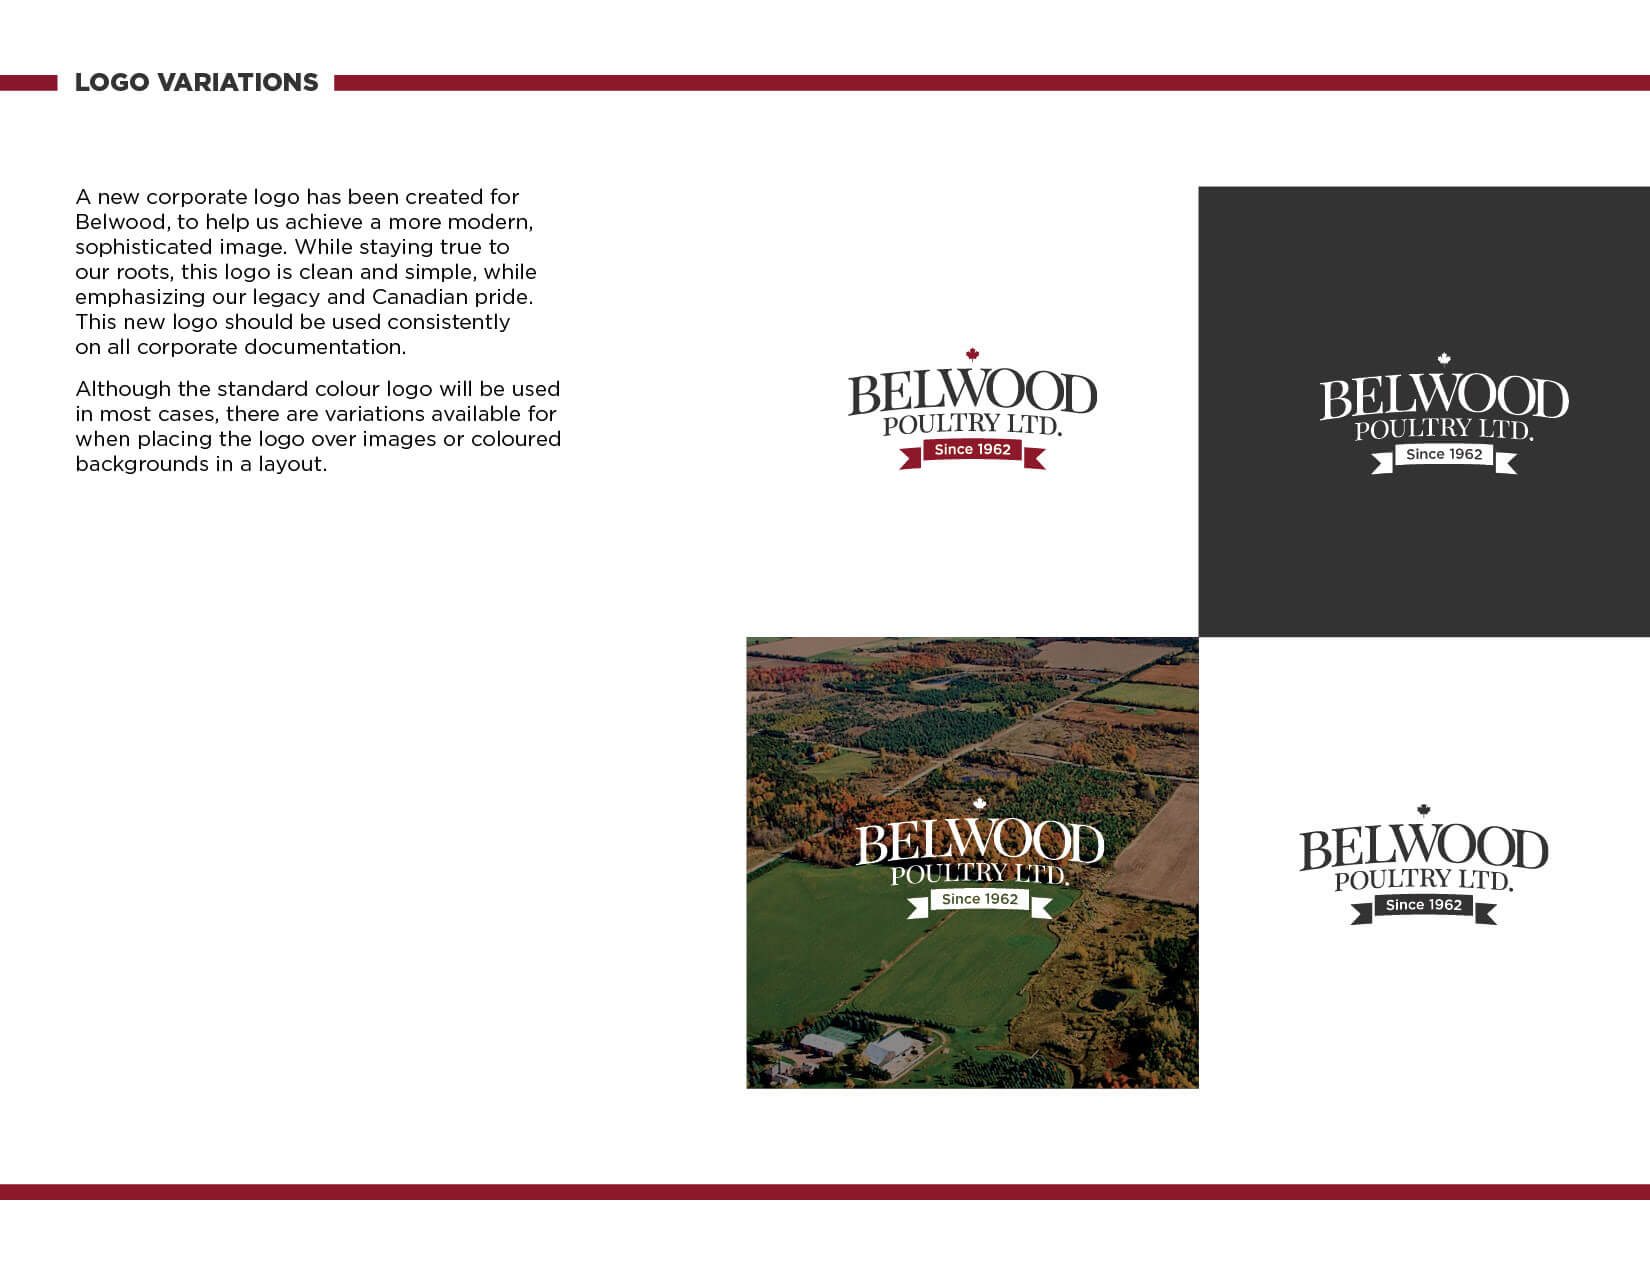 LOGO VARIATIONS
A new corporate logo has been created for
Belwood, to help us achieve a more modern,
sophisticated image. While staying true to
our roots, this logo is clean and simple, while
emphasizing our legacy and Canadian pride.
This new logo should be used consistently
on all corporate documentation.
Although the standard colour logo will be used
in most cases, there are variations available for
when placing the logo over images or coloured
backgrounds in a layout.
BELWOOD
POULTRY LTD.
Since 1962
BELWOOD
POULTRY LTD.
Since 1962
BELWOOD
POULTRY LTD.
Since 1962
BELWOOD
POULTRY LTD.
Since 1962